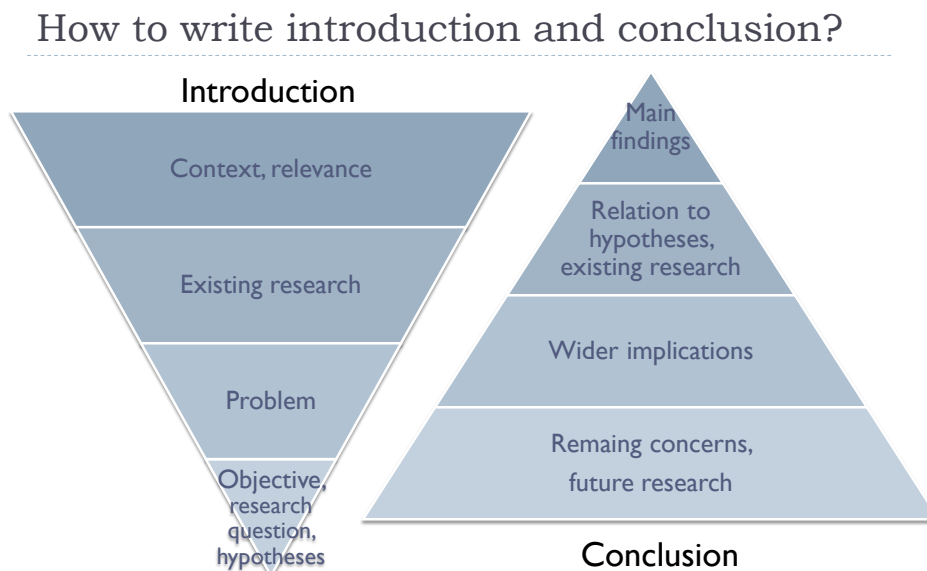 How to write introduction and conclusion?
Introduction
Context, relevance
Existing research
Problem
Objective,
research
question,
hypotheses
Main
findings
Relation to
hypotheses,
existing research
Wider implications
Remaing concerns,
future research
Conclusion